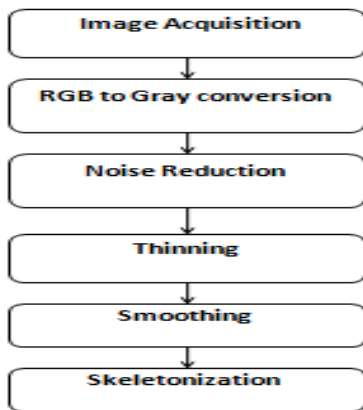 Image Acquisition
RGB to Gray conversion
Noise Reduction
Thinning
Smoothing
Skeletonization